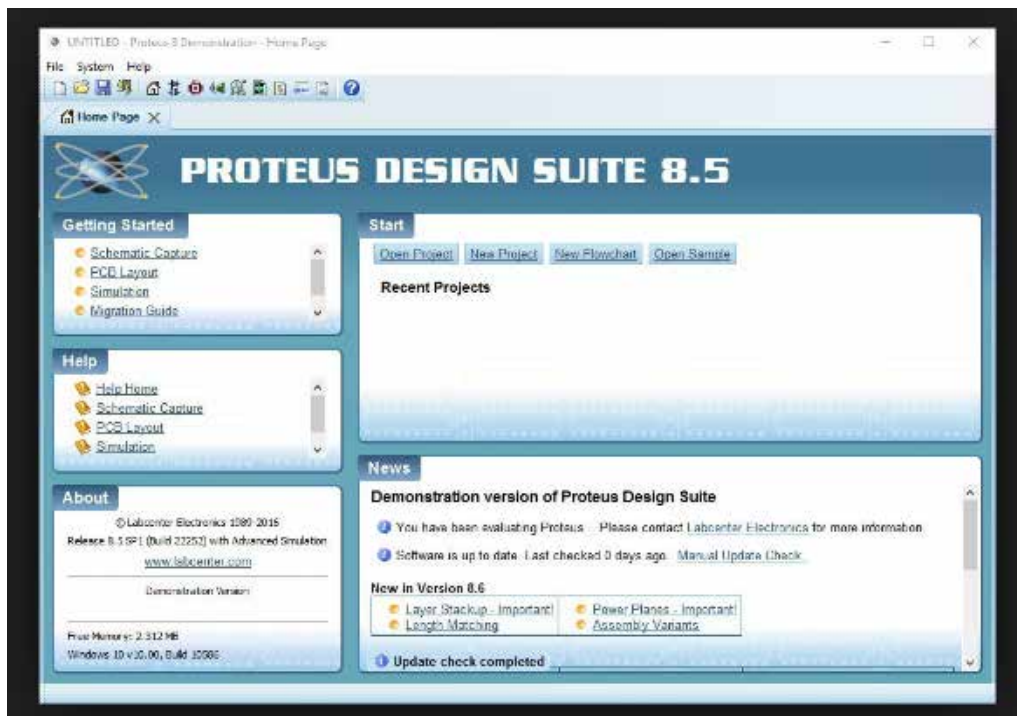 UNTITLED - Proteus 8 Demonstration - Home Page
File System Help
Home Page
PROTEUS DESIGN SUITE 8.5
Getting Started
Schematic Capture
PCB Layout
Simulation
Migration Guide
Help
Help Home
Schematic Capture
PCB Layout
Simulation
About
© Labcenter Electronics 1989-2016
Release 8.5 SP1 (Build 22252) with Advanced Simulation
www.labcenter.com
Demonstration Version
Free Memory: 2.312 MB
Windows 10 v10.00, Build 10586
Start
Open Project New Project New Flowchart Open Sample
Recent Projects
News
Demonstration version of Proteus Design Suite
You have been evaluating Proteus. Please contact Labcenter Electronics for more information
Software is up to date. Last checked 0 days ago. Manual Update Check.
New in Version 8.6
Layer Stackup - Important! Power Planes - Important!
Length Matching Assembly Variants
Update check completed